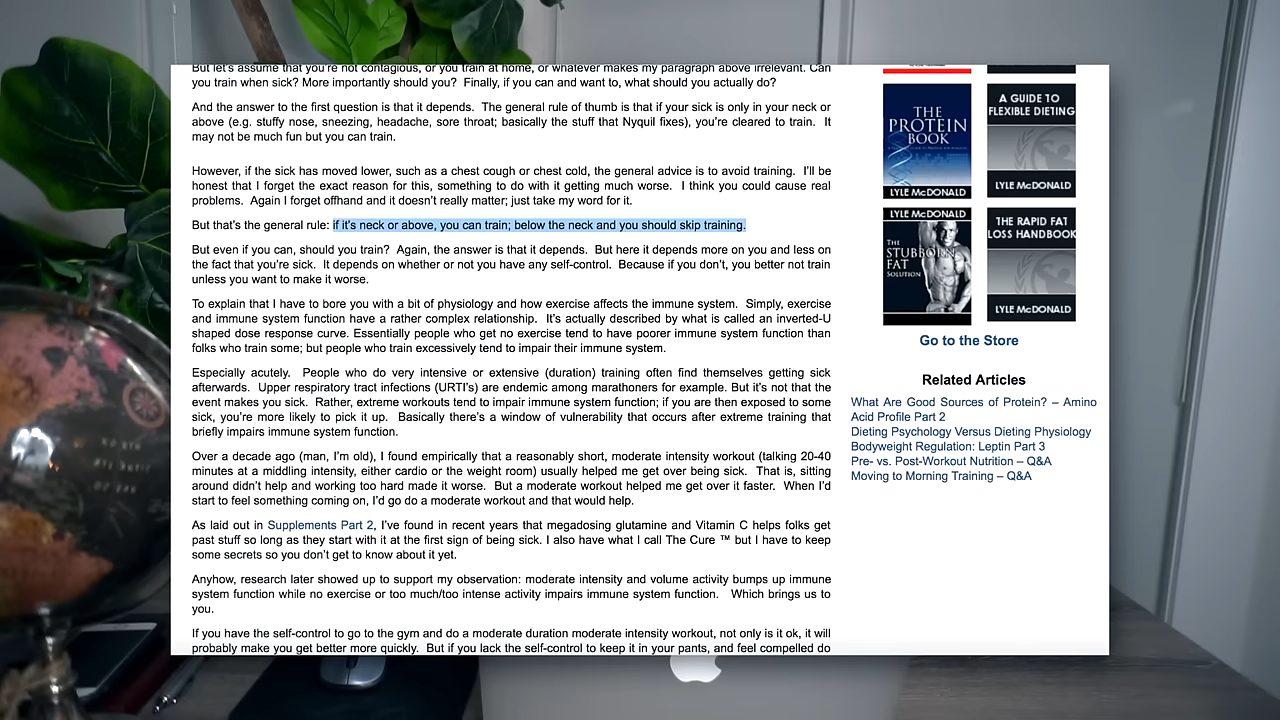 But let's assume that you're not contagious, or you train at home, or whatever makes my paragraph above irrelevant. Can
you train when sick? More importantly should you? Finally, if you can and want to, what should you actually do?
And the answer to the first question is that it depends. The general rule of thumb is that if your sick is only in your neck or
above (e.g. stuffy nose, sneezing, headache, sore throat; basically the stuff that Nyquil fixes), you're cleared to train. It
may not be much fun but you can train.
However, if the sick has moved lower, such as a chest cough or chest cold, the general advice is to avoid training. I'll be
honest that I forget the exact reason for this, something to do with it getting much worse. I think you could cause real
problems. Again I forget offhand and it doesn't really matter; just take my word for it.
But that's the general rule: if it's neck or above, you can train; below the neck and you should skip training.
But even if you can, should you train? Again, the answer is that it depends. But here it depends more on you and less on
the fact that you're sick. It depends on whether or not you have any self-control. Because if you don't, you better not train
unless you want to make it worse.
To explain that I have to bore you with a bit of physiology and how exercise affects the immune system. Simply, exercise
and immune system function have a rather complex relationship. It's actually described by what is called an inverted-U
shaped dose response curve. Essentially people who get no exercise tend to have poorer immune system function than
folks who train some; but people who train excessively tend to impair their immune system.
Especially acutely. People who do very intensive or extensive (duration) training often find themselves getting sick
afterwards. Upper respiratory tract infections (URTI's) are endemic among marathoners for example. But it's not that the
event makes you sick. Rather, extreme workouts tend to impair immune system function; if you are then exposed to some
sick, you're more likely to pick it up. Basically there's a window of vulnerability that occurs after extreme training that
briefly impairs immune system function.
Over a decade ago (man, I'm old), I found empirically that a reasonably short, moderate intensity workout (talking 20-40
minutes at a middling intensity, either cardio or the weight room) usually helped me get over being sick. That is, sitting
around didn't help and working too hard made it worse. But a moderate workout helped me get over it faster. When I'd
start to feel something coming on, I'd go do a moderate workout and that would help.
As laid out in Supplements Part 2, I've found in recent years that megadosing glutamine and Vitamin C helps folks get
past stuff so long as they start with it at the first sign of being sick. I also have what I call The Cure ™ but I have to keep
some secrets so you don't get to know about it yet.
Anyhow, research later showed up to support my observation: moderate intensity and volume activity bumps up immune
system function while no exercise or too much/too intense activity impairs immune system function. Which brings us to
you.
If you have the self-control to go to the gym and do a moderate duration moderate intensity workout, not only is it ok, it will
probably make you get better more quickly. But if you lack the self-control to keep it in your pants, and feel compelled do
THE
PROTEIN
BOOK
LYLE McDONALD
A GUIDE TO
FLEXIBLE DIETING
LYLE McDONALD
LYLE McDONALD
THE
STUBBORN
FAT
SOLUTION
THE RAPID FAT
LOSS HANDBOOK
LYLE McDONALD
Go to the Store
Related Articles
What Are Good Sources of Protein? – Amino
Acid Profile Part 2
Dieting Psychology Versus Dieting Physiology
Bodyweight Regulation: Leptin Part 3
Pre- vs. Post-Workout Nutrition – Q&A
Moving to Morning Training – Q&A